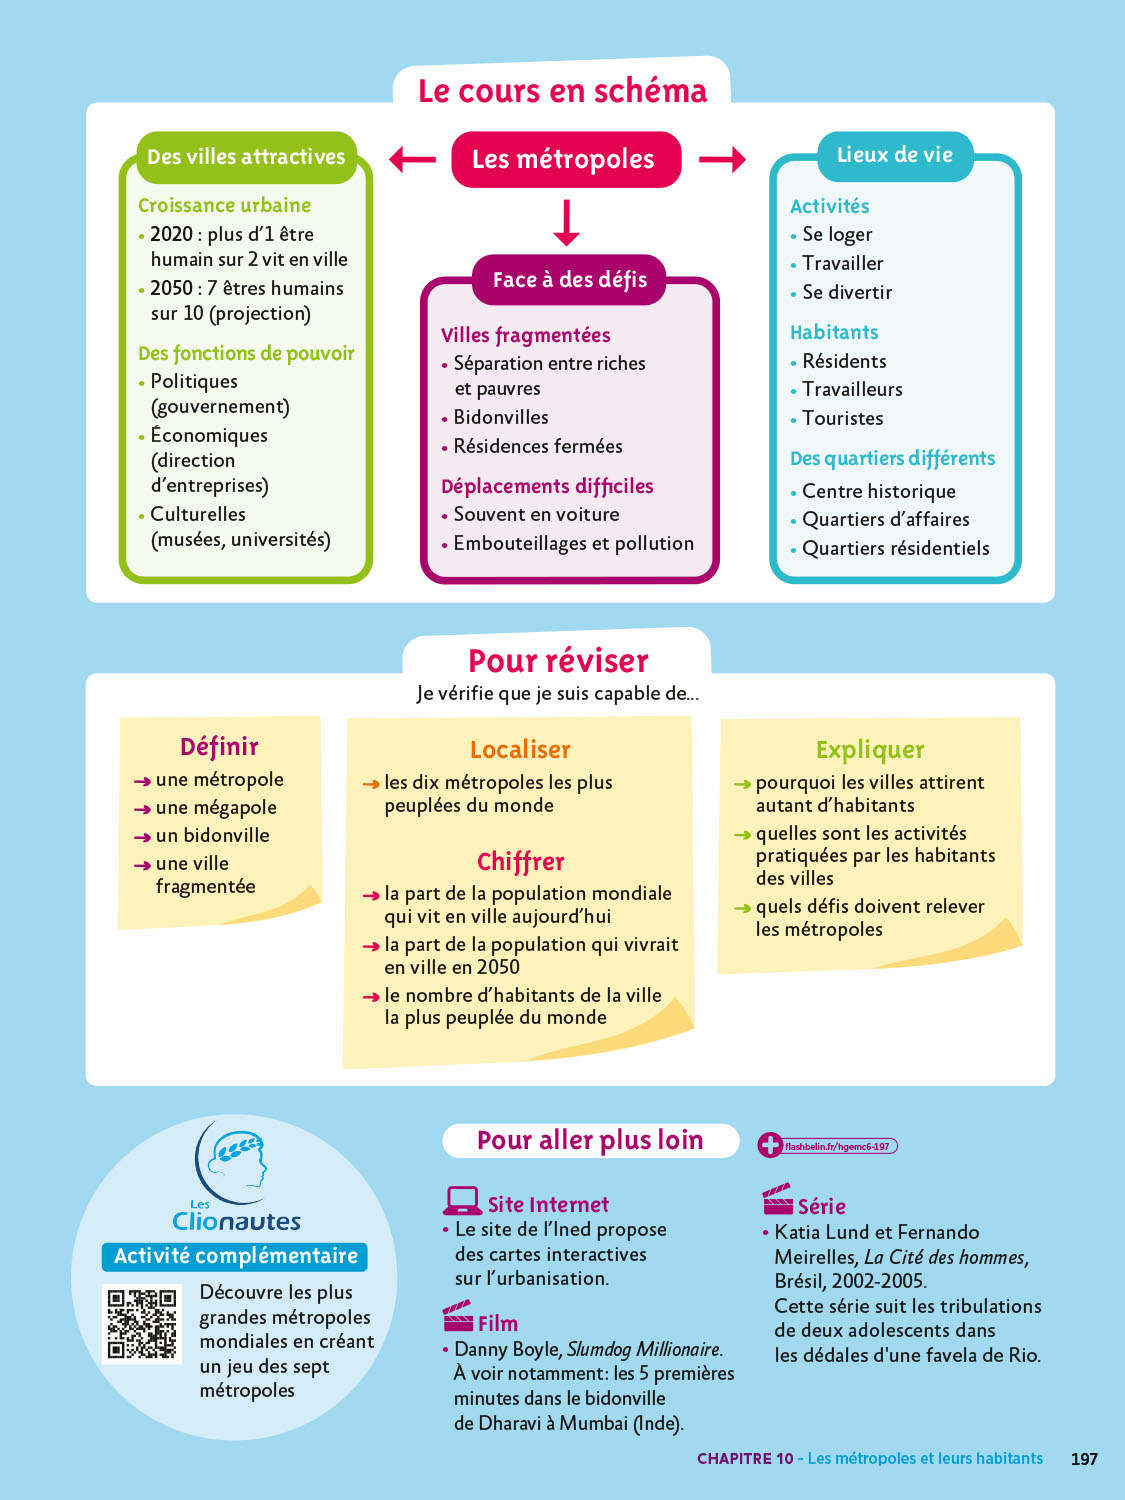 Le cours en schéma
Les métropoles
Des villes attractives
Croissance urbaine
• 2020 : plus d'1 être
humain sur 2 vit en ville
• 2050 : 7 êtres humains
sur 10 (projection)
Des fonctions de pouvoir
• Politiques
(gouvernement)
• Économiques
(direction
d'entreprises)
• Culturelles
(musées, universités)
Face à des défis
Villes fragmentées
• Séparation entre riches
et pauvres
• Bidonvilles
• Résidences fermées
Déplacements difficiles
• Souvent en voiture
• Embouteillages et pollution
Lieux de vie
Activités
• Se loger
• Travailler
• Se divertir
Habitants
• Résidents
• Travailleurs
• Touristes
Des quartiers différents
• Centre historique
• Quartiers d'affaires
• Quartiers résidentiels
Pour réviser
Je vérifie que je suis capable de...
Définir
➞ une métropole
➞ une mégapole
➞ un bidonville
➞ une ville
fragmentée
Localiser
➞ les dix métropoles les plus
peuplées du monde
Chiffrer
➞ la part de la population mondiale
qui vit en ville aujourd'hui
➞ la part de la population qui vivrait
en ville en 2050
➞ le nombre d'habitants de la ville
la plus peuplée du monde
Expliquer
➞ pourquoi les villes attirent
autant d'habitants
➞ quelles sont les activités
pratiquées par les habitants
des villes
➞ quels défis doivent relever
les métropoles
Les
Clionautes
Activité complémentaire
Découvre les plus
grandes métropoles
mondiales en créant
un jeu des sept
métropoles
Pour aller plus loin
flashbelin.fr/hgemc6-197
Site Internet
• Le site de l'Ined propose
des cartes interactives
sur l'urbanisation.
Film
• Danny Boyle, Slumdog Millionaire.
À voir notamment : les 5 premières
minutes dans le bidonville
de Dharavi à Mumbai (Inde).
Série
• Katia Lund et Fernando
Meirelles, La Cité des hommes,
Brésil, 2002-2005.
Cette série suit les tribulations
de deux adolescents dans
les dédales d'une favela de Rio.
CHAPITRE 10 - Les métropoles et leurs habitants 197